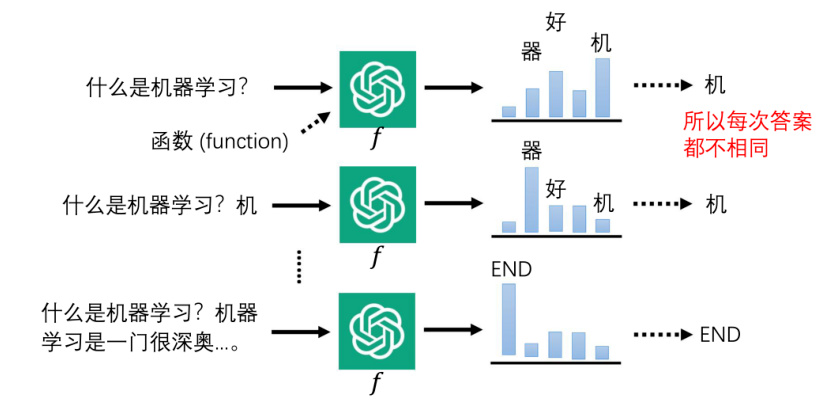 好
器
机
什么是机器学习?
机
函数 (function)
f
所以每次答案
都不相同
器
好
机
什么是机器学习? 机
机
f
END
什么是机器学习? 机器
学习是一门很深奥...。
END
f